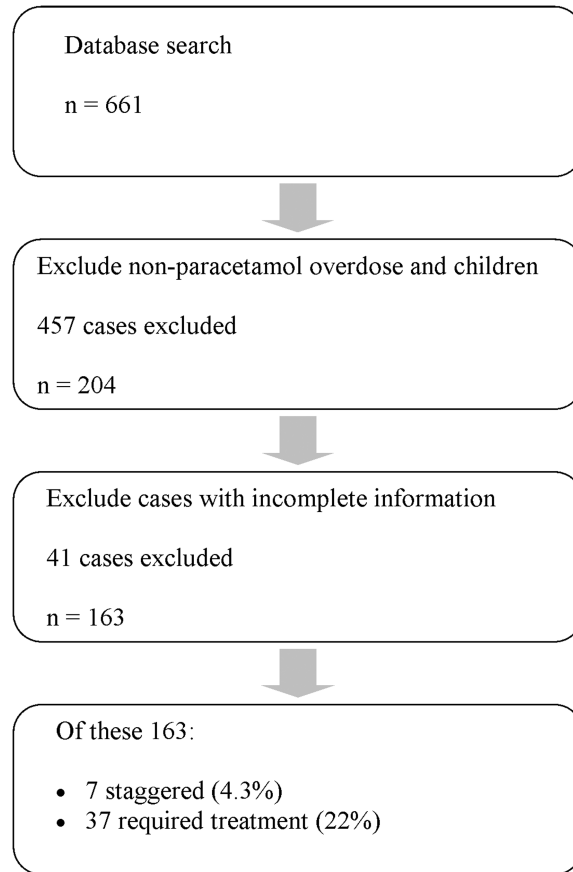 Database search
n = 661
Exclude non-paracetamol overdose and children
457 cases excluded
n = 204
Exclude cases with incomplete information
41 cases excluded
n = 163
Of these 163:
• 7 staggered (4.3%)
• 37 required treatment (22%)